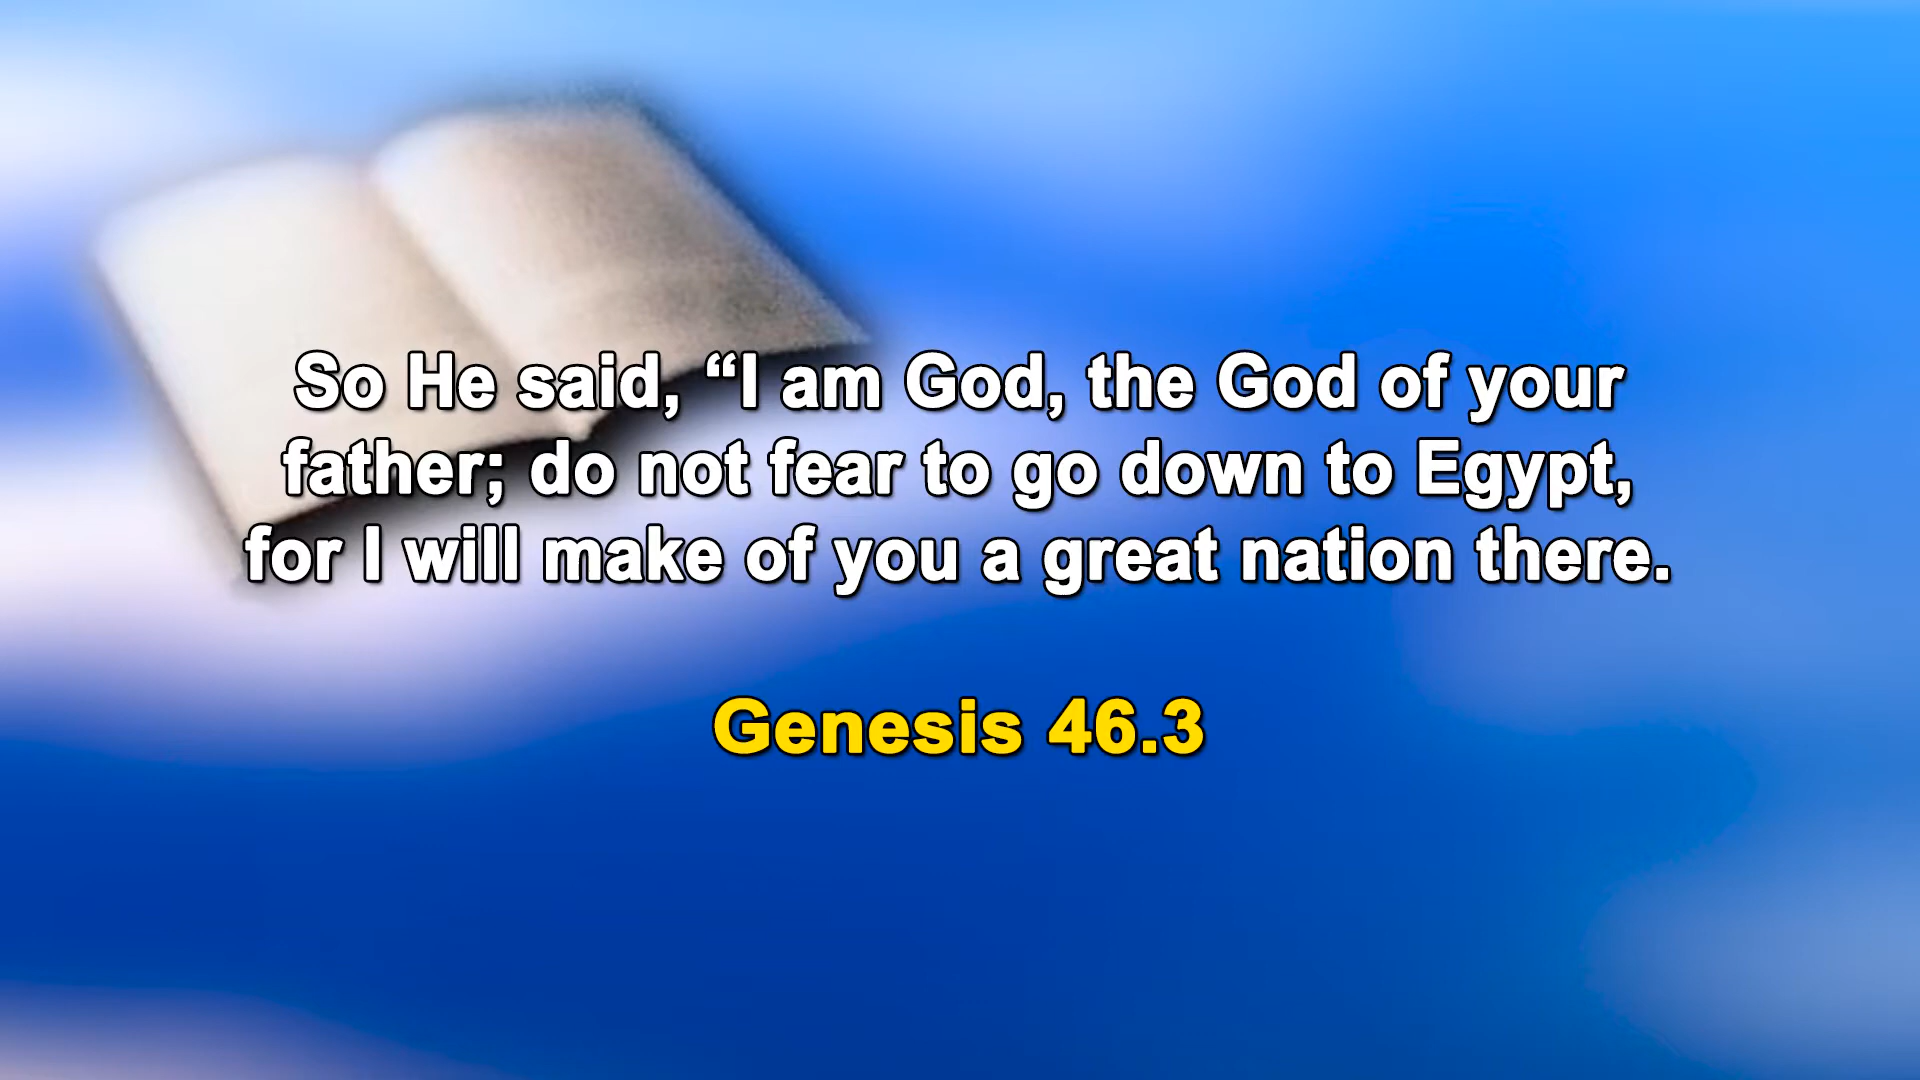 So He said, “I am God, the God of your
father; do not fear to go down to Egypt,
for I will make of you a great nation there.
Genesis 46.3